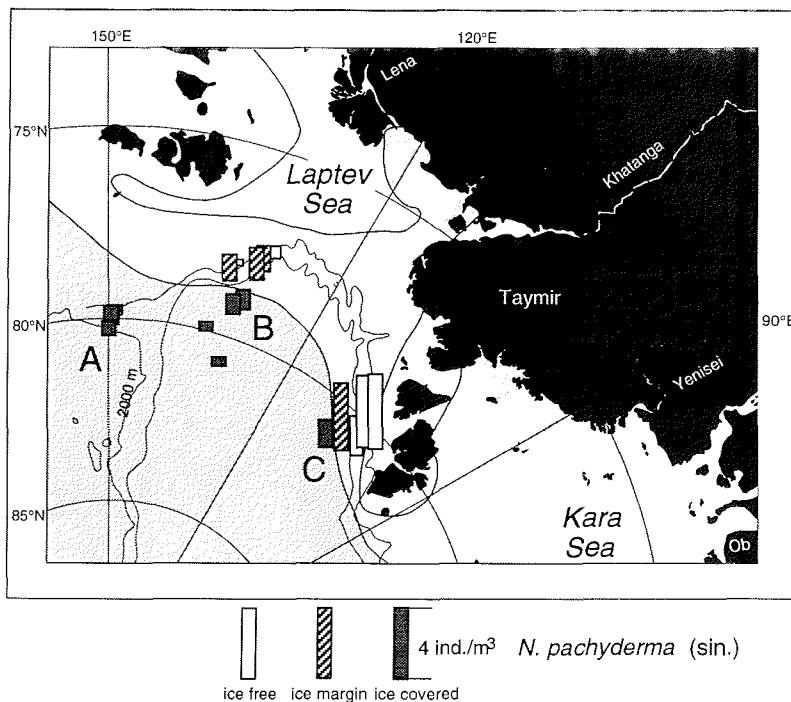 150°E 120°E
Lena
75°N
Khatanga
Laptev
Sea
Taymir
80°N 90°E
B
A
Yenisei
2000 m
C
85°N
Kara
Sea
Ob
4 ind./m³ N. pachyderma (sin.)
ice free ice margin ice covered